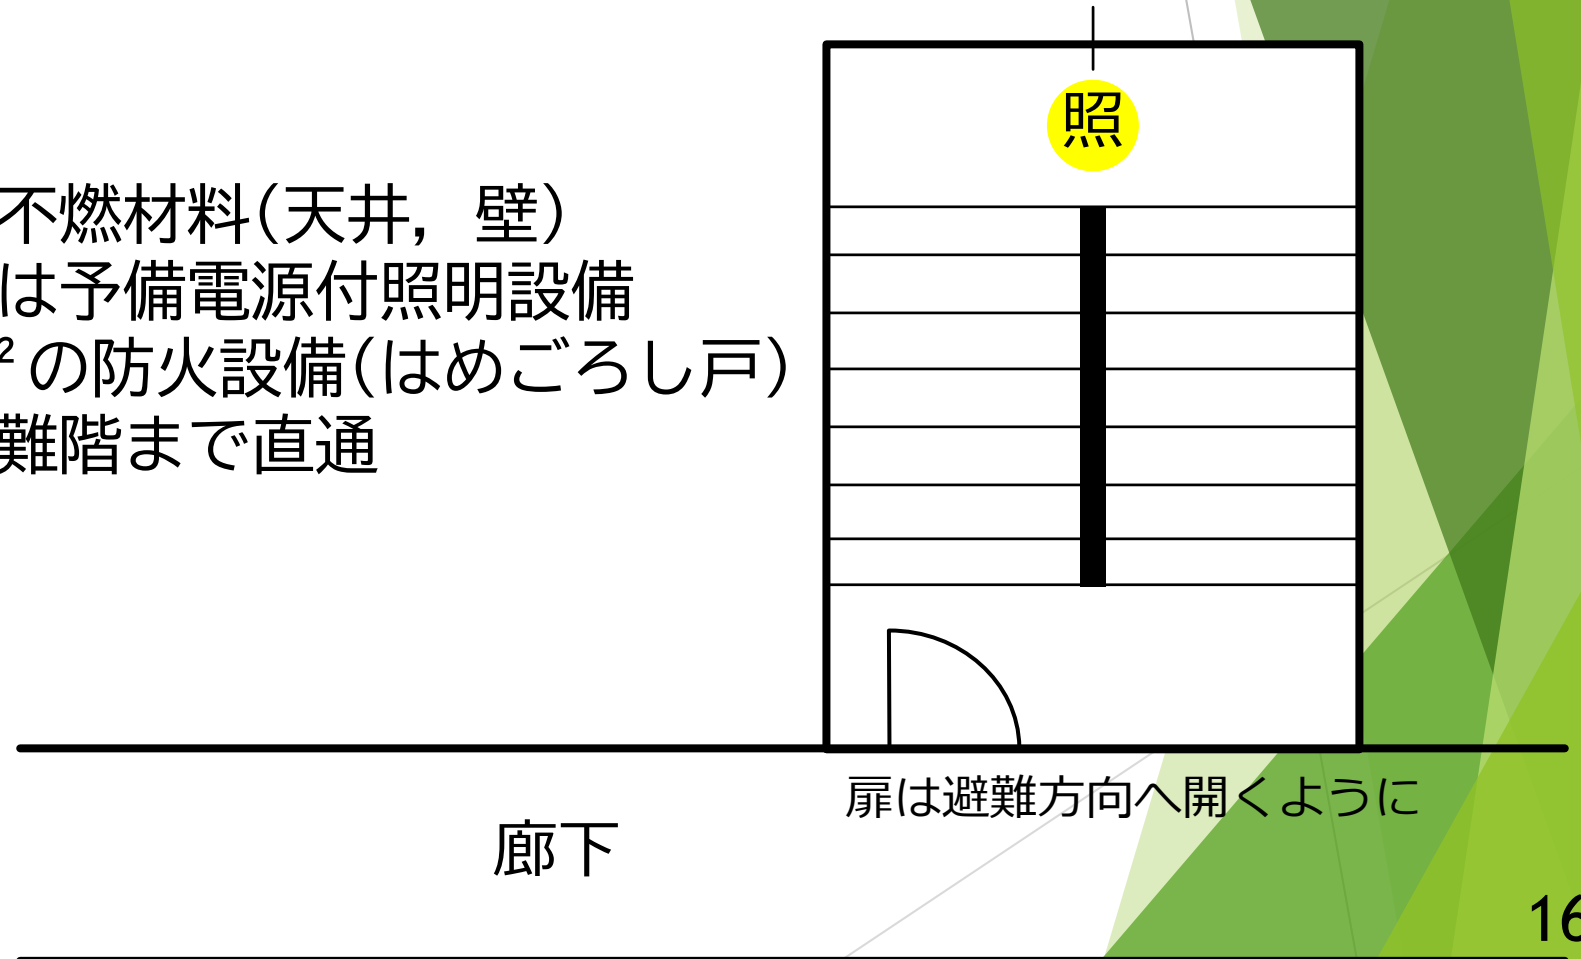 照
不燃材料(天井，壁)
は予備電源付照明設備
²の防火設備(はめごろし戸)
難階まで直通
扉は避難方向へ開くように
廊下
16